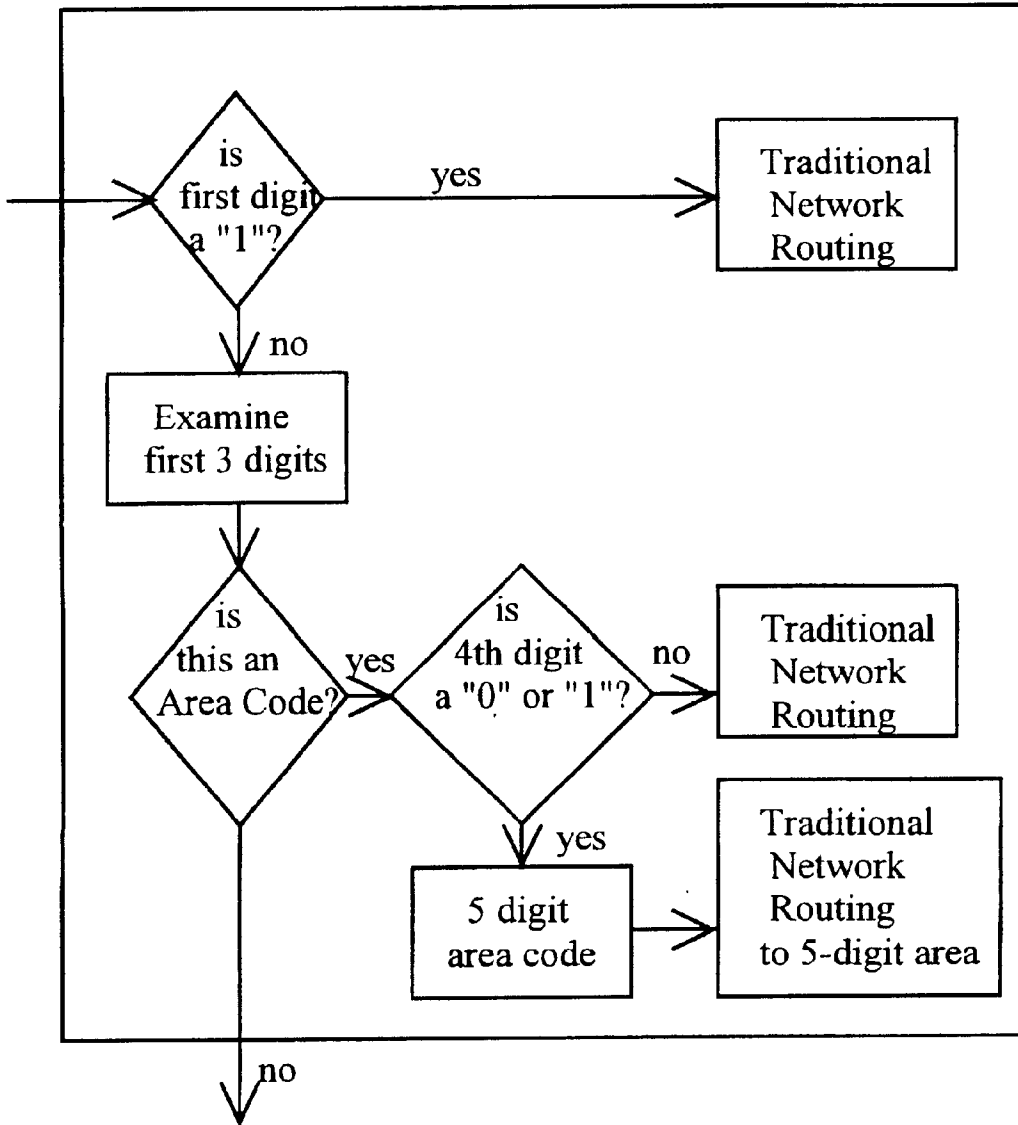 is
first digit
a "1"?
yes
Traditional
Network
Routing
no
Examine
first 3 digits
is
this an
Area Code?
yes
is
4th digit
a "0" or "1"?
no
Traditional
Network
Routing
yes
5 digit
area code
Traditional
Network
Routing
to 5-digit area
no